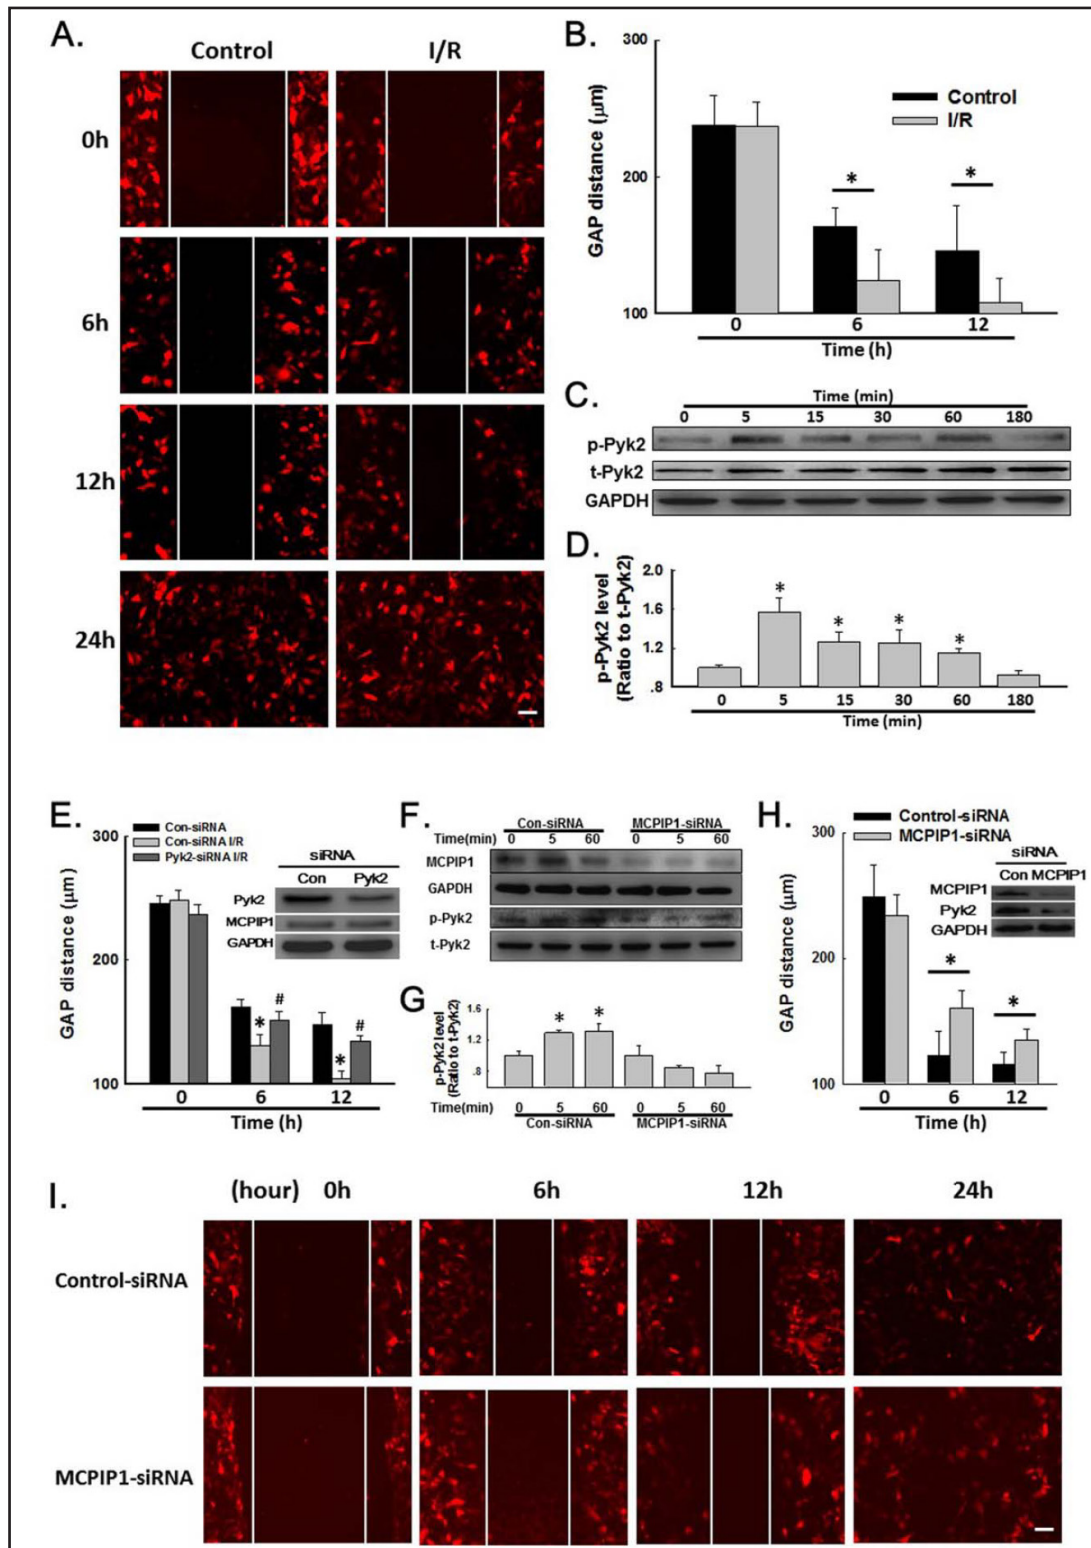 A.
Control I/R
0h
6h
12h
24h
B.
300
200
100
GAP distance (µm)
Control
I/R
*
*
0 6 12
Time (h)
C.
Time (min)
0 5 15 30 60 180
p-Pyk2
t-Pyk2
GAPDH
D.
p-Pyk2 level
(Ratio to t-Pyk2)
2.0
1.6
1.2
.8
* * * *
0 5 15 30 60 180
Time (min)
E.
Con-siRNA
Con-siRNA I/R
Pyk2-siRNA I/R
300
200
100
GAP distance (µm)
siRNA
Con Pyk2
Pyk2
MCPIP1
GAPDH
* # * #
0 6 12
Time (h)
F.
Con-siRNA MCPIP1-siRNA
Time(min) 0 5 60 0 5 60
MCPIP1
GAPDH
p-Pyk2
t-Pyk2
G.
p-Pyk2 level
(Ratio to t-Pyk2)
1.6
1.2
.8
* *
Time(min) 0 5 60 0 5 60
Con-siRNA MCPIP1-siRNA
H.
Control-siRNA
MCPIP1-siRNA
300
200
100
GAP distance (µm)
siRNA
Con MCPIP1
MCPIP1
Pyk2
GAPDH
*
*
0 6 12
Time (h)
I.
(hour) 0h 6h 12h 24h
Control-siRNA
MCPIP1-siRNA